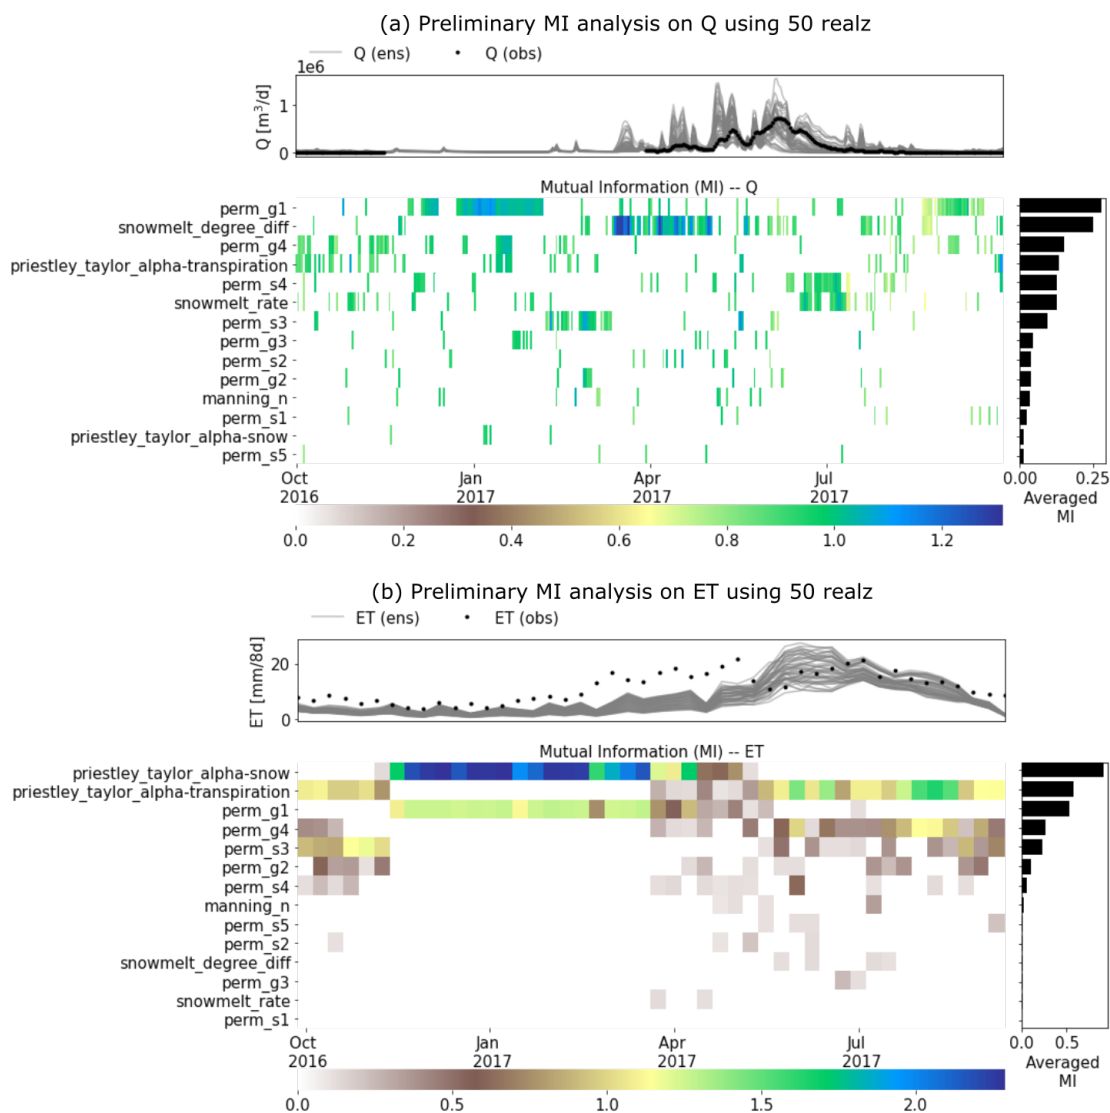 (a) Preliminary MI analysis on Q using 50 realz
Q (ens) Q (obs)
1e6
Q [m³/d]
1
0
Mutual Information (MI) -- Q
perm_g1
snowmelt_degree_diff
perm_g4
priestley_taylor_alpha-transpiration
perm_s4
snowmelt_rate
perm_s3
perm_g3
perm_s2
perm_g2
manning_n
perm_s1
priestley_taylor_alpha-snow
perm_s5
Oct Jan Apr Jul
2016 2017 2017 2017
0.00 0.25
Averaged
MI
0.0 0.2 0.4 0.6 0.8 1.0 1.2
(b) Preliminary MI analysis on ET using 50 realz
ET (ens) ET (obs)
ET [mm/8d]
20
0
Mutual Information (MI) -- ET
priestley_taylor_alpha-snow
priestley_taylor_alpha-transpiration
perm_g1
perm_g4
perm_s3
perm_g2
perm_s4
manning_n
perm_s5
perm_s2
snowmelt_degree_diff
perm_g3
snowmelt_rate
perm_s1
Oct Jan Apr Jul
2016 2017 2017 2017
0.0 0.5
Averaged
MI
0.0 0.5 1.0 1.5 2.0